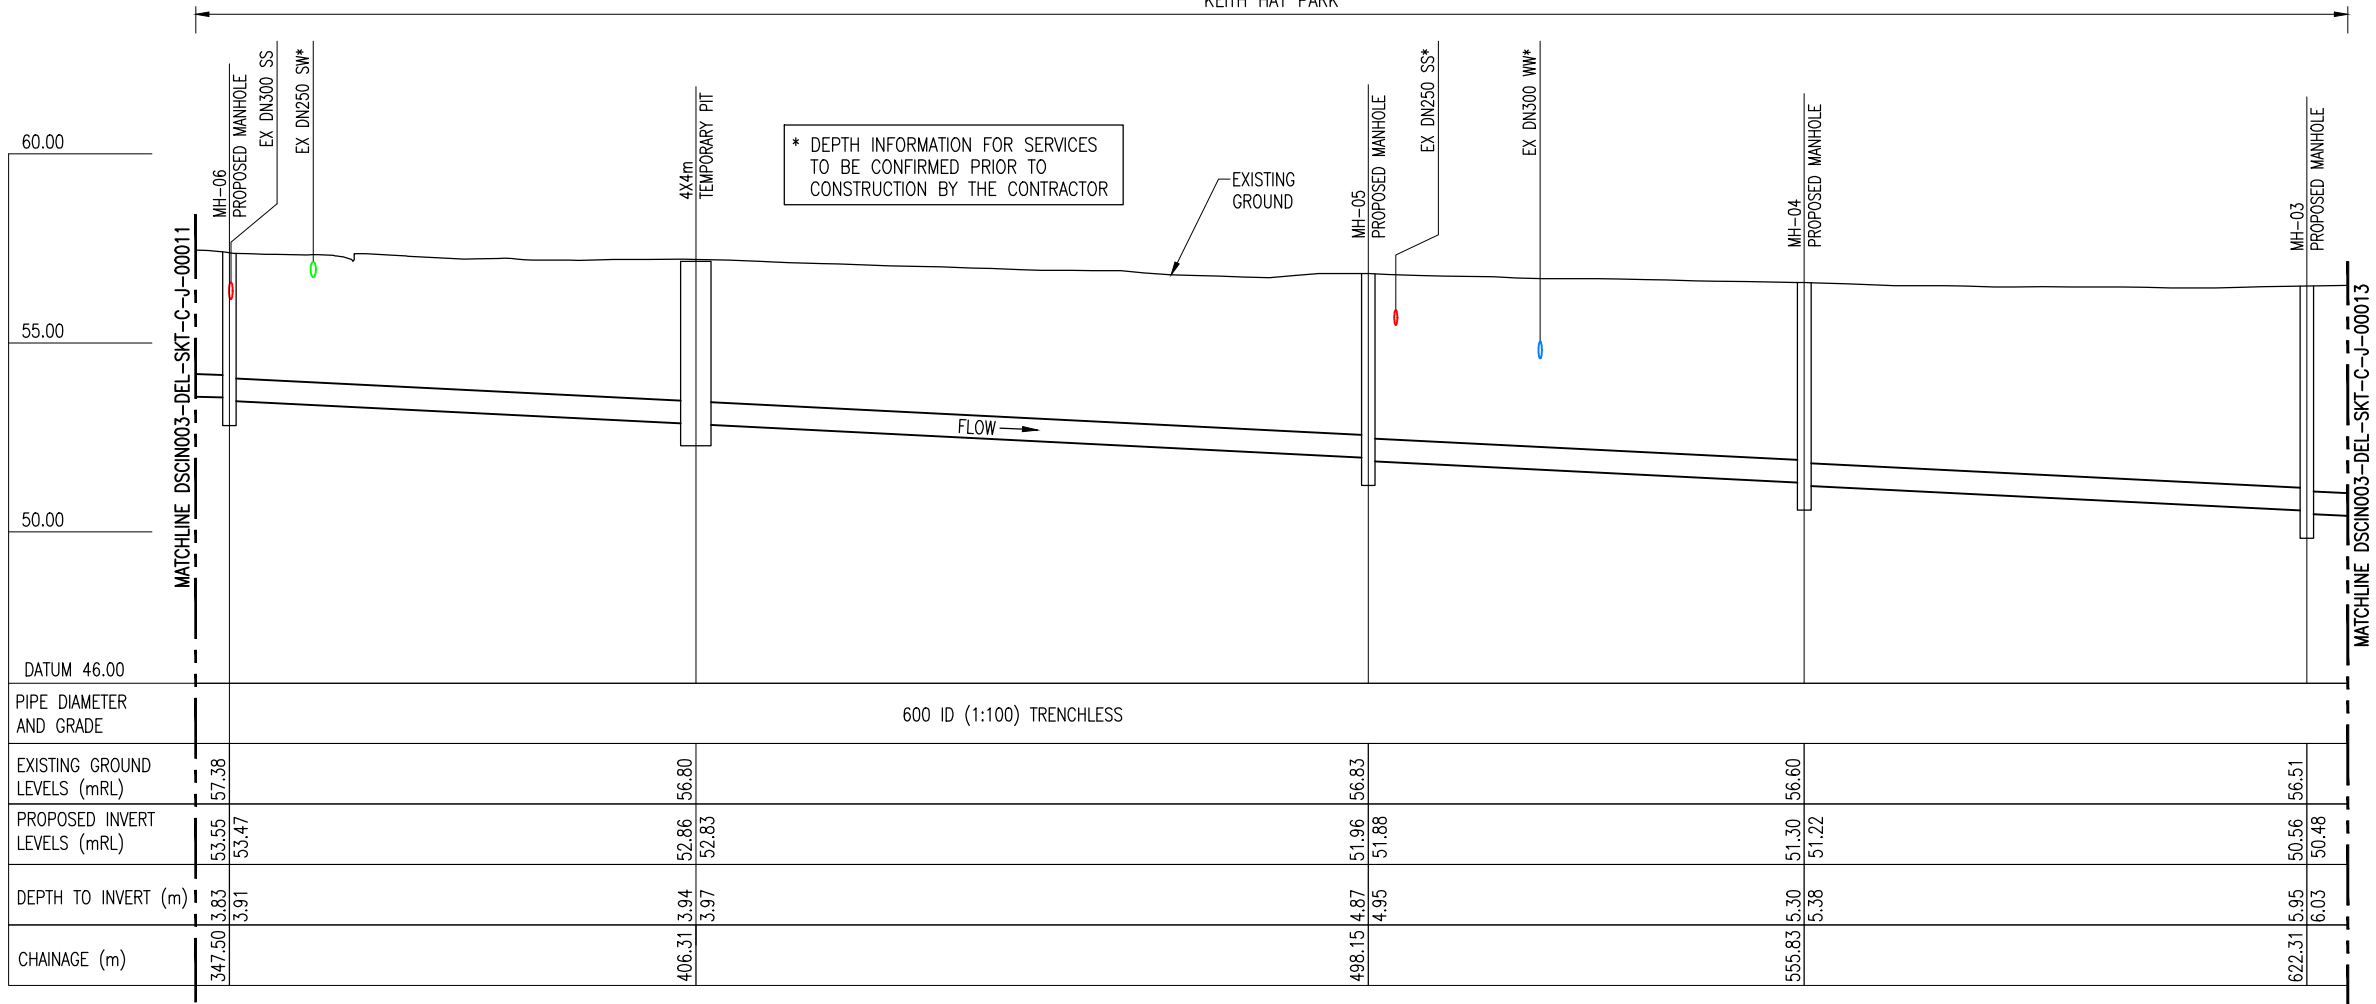 KEITH HAY PARK
EX DN300 SS
EX DN250 SW*
MH-06
PROPOSED MANHOLE
4X4m
TEMPORARY PIT
* DEPTH INFORMATION FOR SERVICES
TO BE CONFIRMED PRIOR TO
CONSTRUCTION BY THE CONTRACTOR
EXISTING
GROUND
MH-05
PROPOSED MANHOLE
EX DN250 SS*
EX DN300 WW*
MH-04
PROPOSED MANHOLE
MH-03
PROPOSED MANHOLE
60.00
55.00
50.00
MATCHLINE DSCIN003-DEL-SKT-C-J-00011
FLOW
MATCHLINE DSCIN003-DEL-SKT-C-J-00013
DATUM 46.00
PIPE DIAMETER
AND GRADE
600 ID (1:100) TRENCHLESS
EXISTING GROUND
LEVELS (mRL)
57.38
56.80
56.83
56.60
56.51
PROPOSED INVERT
LEVELS (mRL)
53.55
53.47
52.86
52.83
51.96
51.88
51.30
51.22
50.56
50.48
DEPTH TO INVERT (m)
3.83
3.91
3.94
3.97
4.87
4.95
5.30
5.38
5.95
6.03
CHAINAGE (m)
347.50
406.31
498.15
555.83
622.31